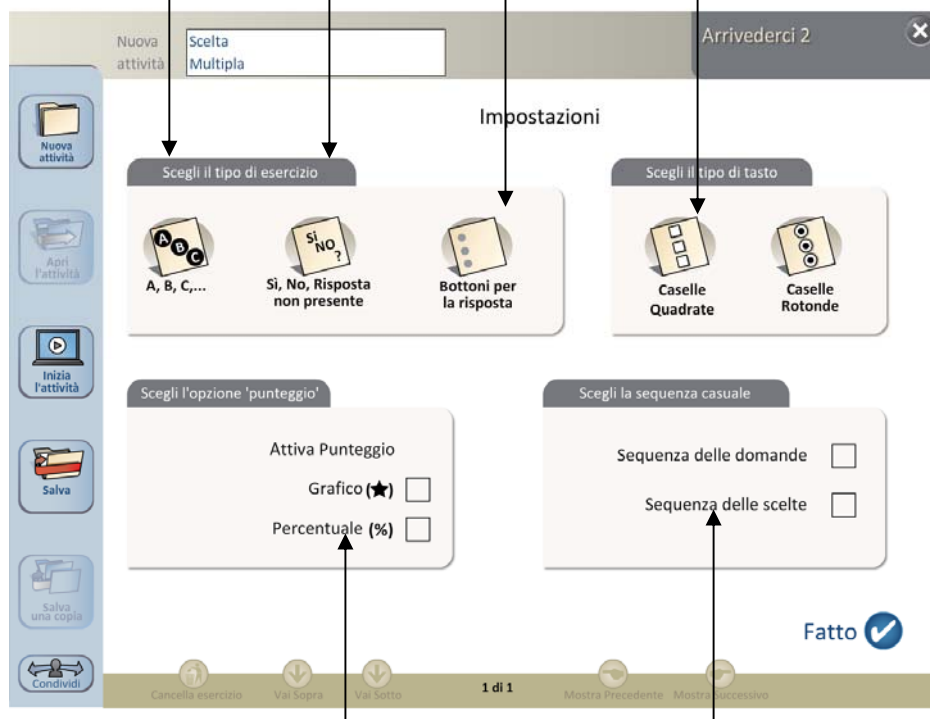 Nuova
attività
Scelta
Multipla
Arrivederci 2
Impostazioni
Nuova
attività
Apri
l'attività
Inizia
l'attività
Salva
Salva
una copia
Condividi
Scegli il tipo di esercizio
A
B
C
A, B, C,...
Sì
NO
?
Sì, No, Risposta
non presente
Bottoni per
la risposta
Scegli il tipo di tasto
Caselle
Quadrate
Caselle
Rotonde
Scegli l'opzione 'punteggio'
Attiva Punteggio
Grafico (★)
Percentuale (%)
Scegli la sequenza casuale
Sequenza delle domande
Sequenza delle scelte
Fatto
Cancella esercizio
Vai Sopra
Vai Sotto
1 di 1
Mostra Precedente
Mostra Successivo